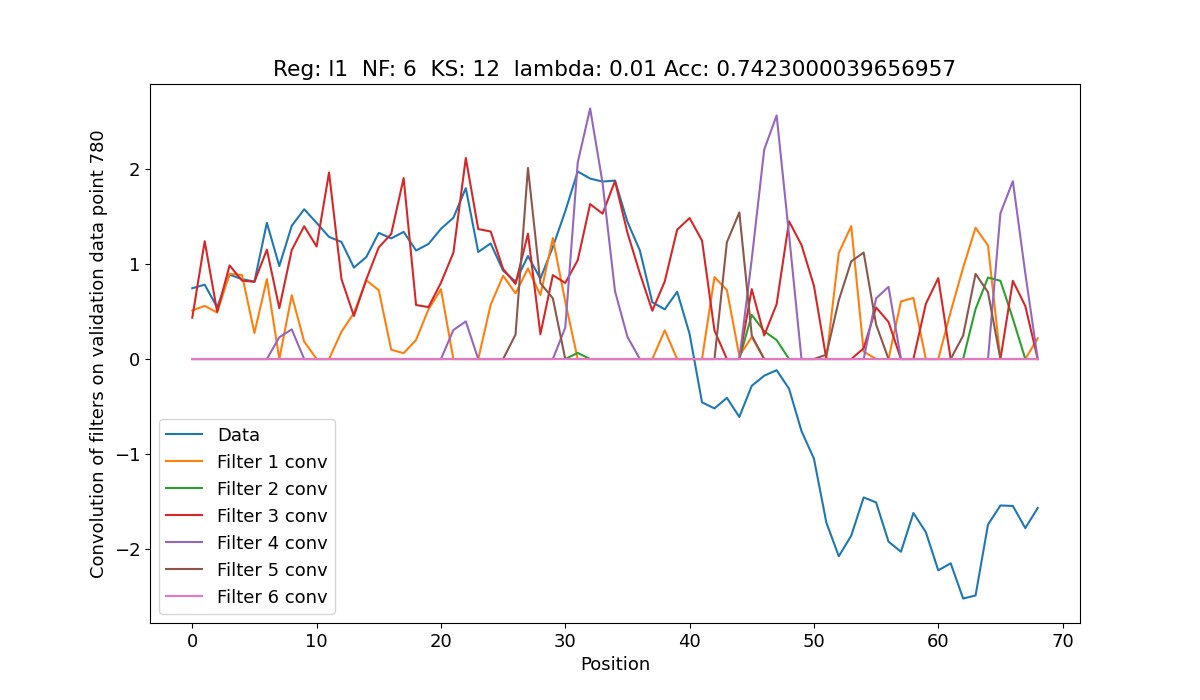 Reg: l1  NF: 6  KS: 12  lambda: 0.01 Acc: 0.7423000039656957
Convolution of filters on validation data point 780
2
1
0
−1
−2
Data
Filter 1 conv
Filter 2 conv
Filter 3 conv
Filter 4 conv
Filter 5 conv
Filter 6 conv
0 10 20 30 40 50 60 70
Position